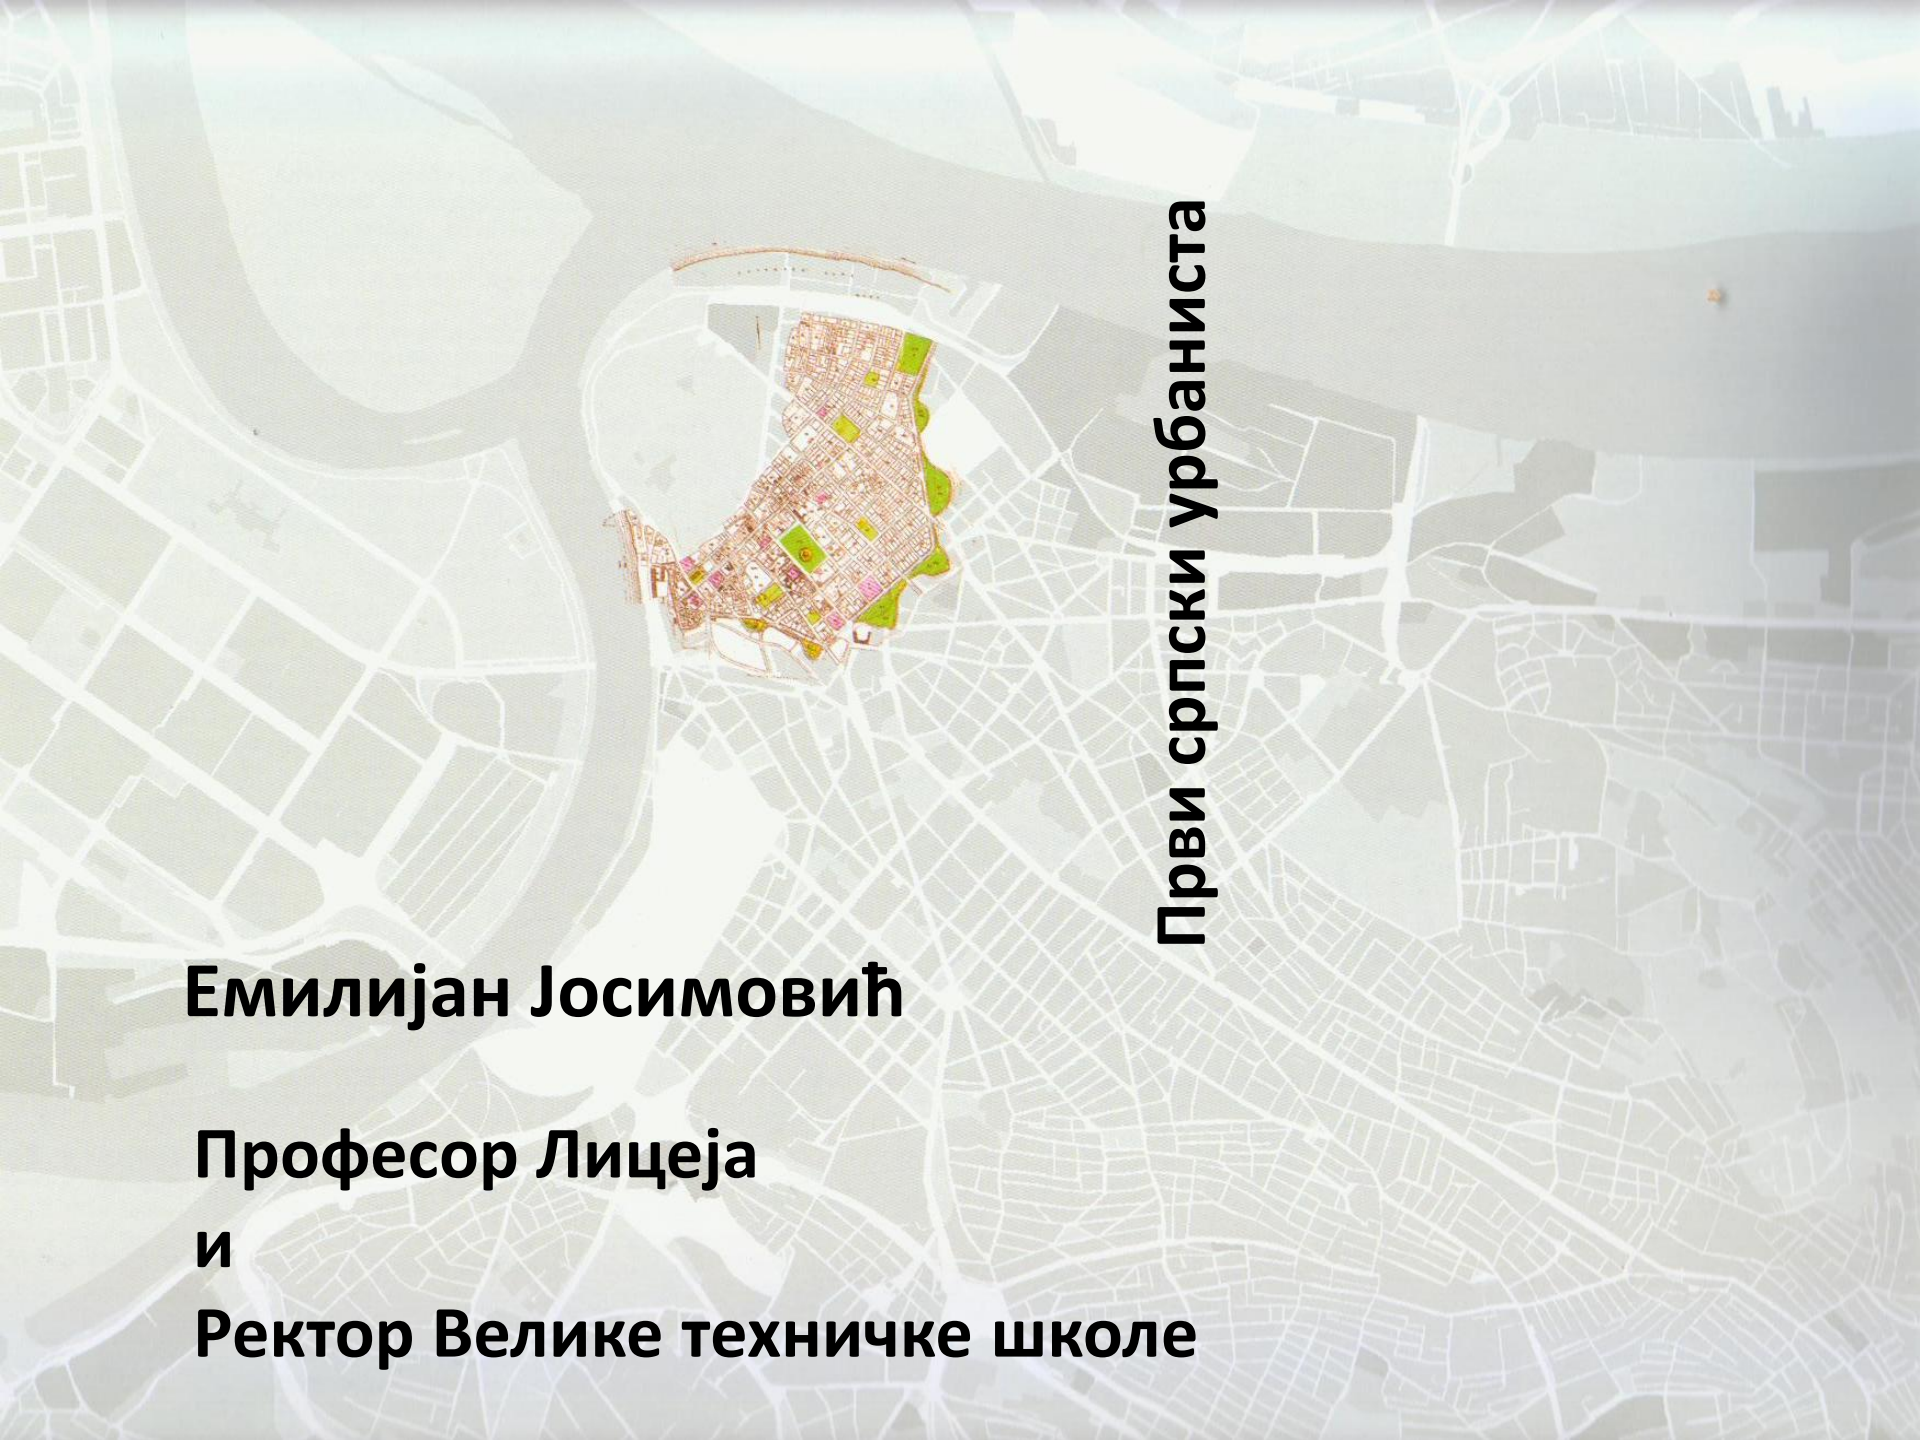 Први српски урбаниста
Емилијан Јосимовић
Професор Лицеја
и
Ректор Велике техничке школе